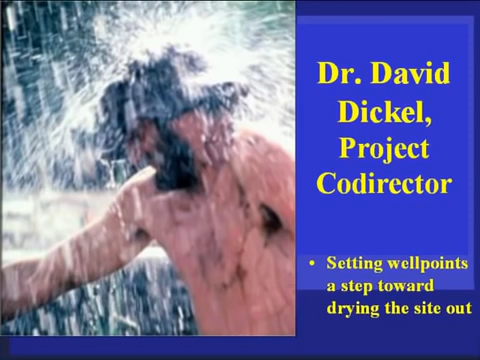 Dr. David
Dickel,
Project
Codirector
• Setting wellpoints
a step toward
drying the site out